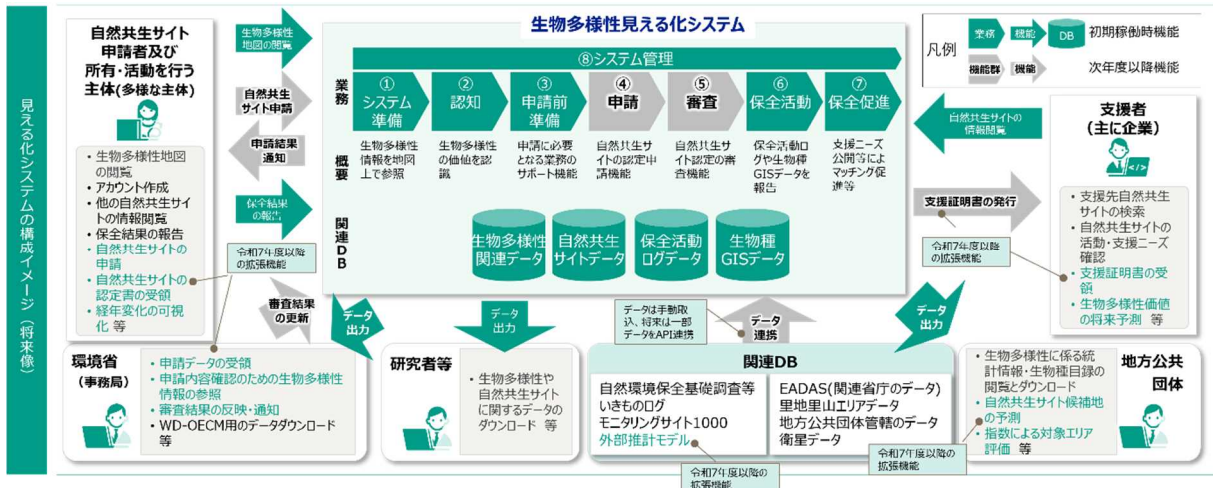 見える化システムの構成イメージ(将来像)
自然共生サイト
申請者及び
所有・活動を行う
主体(多様な主体)
・生物多様性地図
の閲覧
・アカウント作成
・他の自然共生サイ
トの情報閲覧
・保全結果の報告
・自然共生サイトの
申請
・自然共生サイトの
認定書の受領
・経年変化の可視
化 等
生物多様性
地図の閲覧
自然共生
サイト申請
申請結果
通知
保全結果
の報告
令和7年度以降
の拡張機能
審査結果
の更新
生物多様性見える化システム
⑧システム管理
業務
①
システム
準備
②
認知
③
申請前
準備
④
申請
⑤
審査
⑥
保全活動
⑦
保全促進
概要
生物多様性
情報を地図
上で参照
生物多様性
の価値を認
識
申請に必要
となる業務の
サポート機能
自然共生サ
イトの認定申
請機能
自然共生サ
イト認定の審
査機能
保全活動ロ
グや生物種
GISデータを
報告
支援ニーズ
公開等によ
マッチング促
進等
関連DB
生物多様性
関連データ
自然共生
サイトデータ
保全活動
ログデータ
生物種
GISデータ
凡例
業務
機能
DB
初期稼働時機能
機能群
機能
次年度以降機能
自然共生サイトの
情報閲覧
支援証明書の発行
令和7年度以降
の拡張機能
支援者
(主に企業)
・支援先自然共生
サイトの検索
・自然共生サイトの
活動・支援ニーズ
確認
・支援証明書の受
領
・生物多様性価値
の将来予測 等
データ
出力
データ
出力
データは手動取
込、将来は一部
データをAPI連携
データ
連携
データ
出力
環境省
(事務局)
・申請データの受領
・申請内容確認のための生物多様性
情報の参照
・審査結果の反映・通知
・WD-OECM用のデータダウンロード
等
研究者等
・生物多様性や
自然共生サイト
に関するデータの
ダウンロード 等
関連DB
自然環境保全基礎調査等
いきものログ
モニタリングサイト1000
外部推計モデル
EADAS(関連省庁のデータ)
里地里山エリアデータ
地方公共団体管轄のデータ
衛星データ
令和7年度以降の
拡張機能
・生物多様性に係る統
計情報・生物種目録の
閲覧とダウンロード
・自然共生サイト候補地
の予測
・指数による対象エリア
評価 等
令和7年度以降の
拡張機能
地方公共
団体